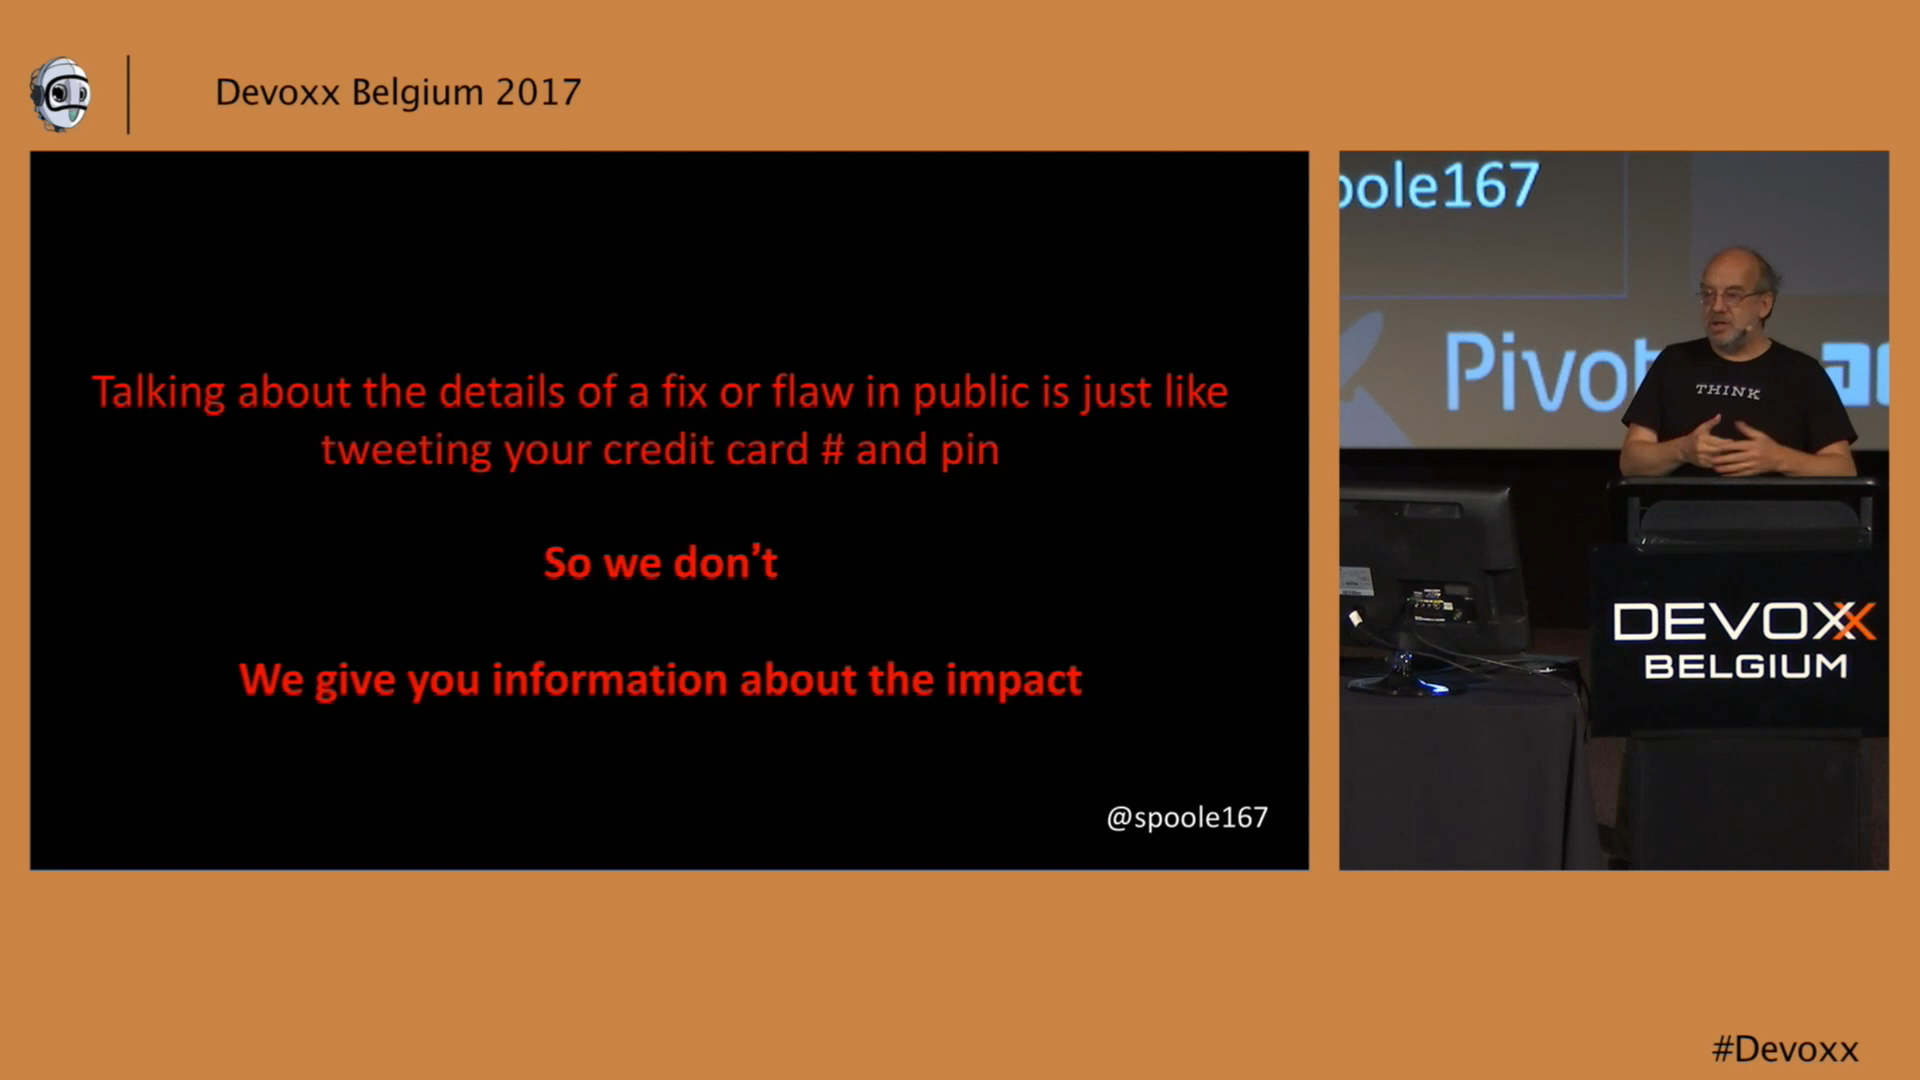 Devoxx Belgium 2017
Talking about the details of a fix or flaw in public is just like
tweeting your credit card # and pin
So we don’t
We give you information about the impact
@spoole167
oole167
Pivot
THINK
DEVOXX
BELGIUM
#Devoxx